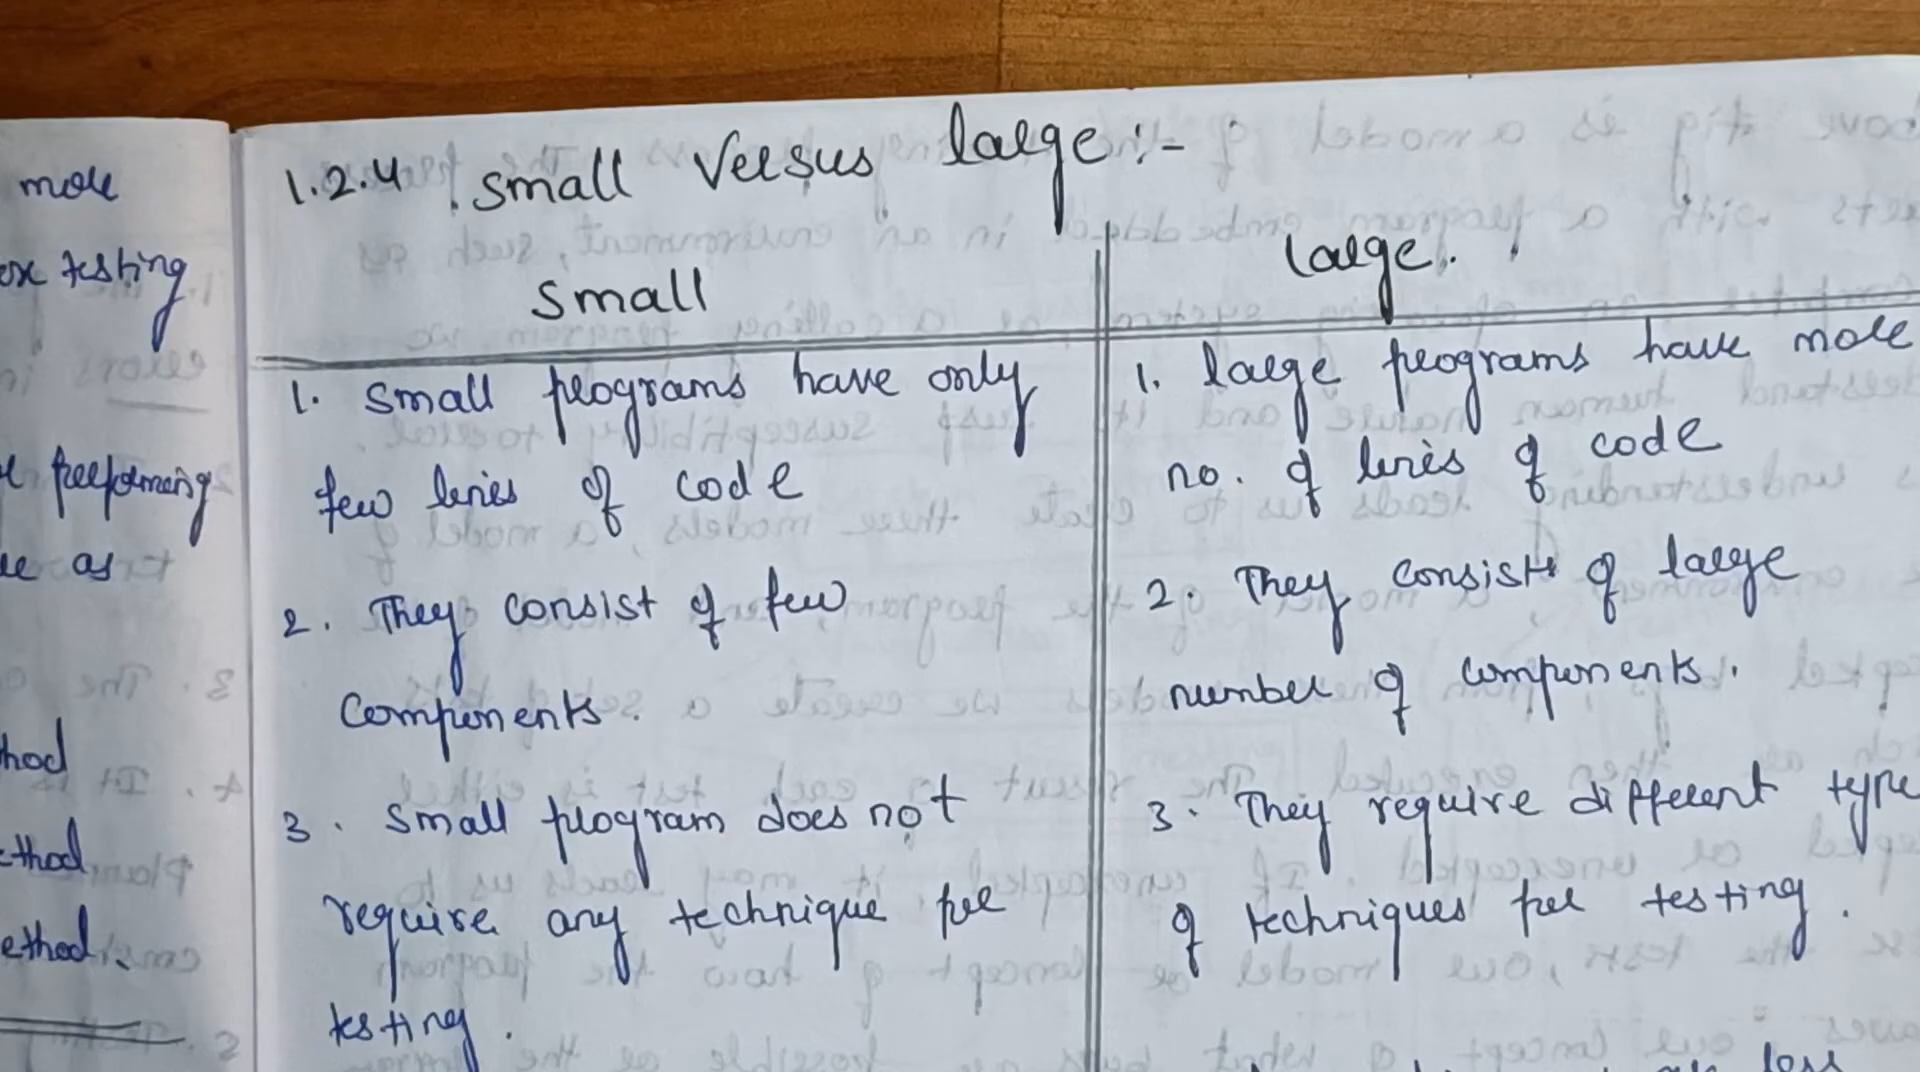 more
ox testing
performing
as
hod
thod
ethod.
1.2.4 Small Versus large :-
Small
1. Small programs have only
few lines of code
2. They consist of few
Components.
3. Small program does not
require any technique for
testing.
large.
1. large programs have more
no. of lines of code
2. They consists of large
number of components.
3. They require different type
of techniques for testing.
less